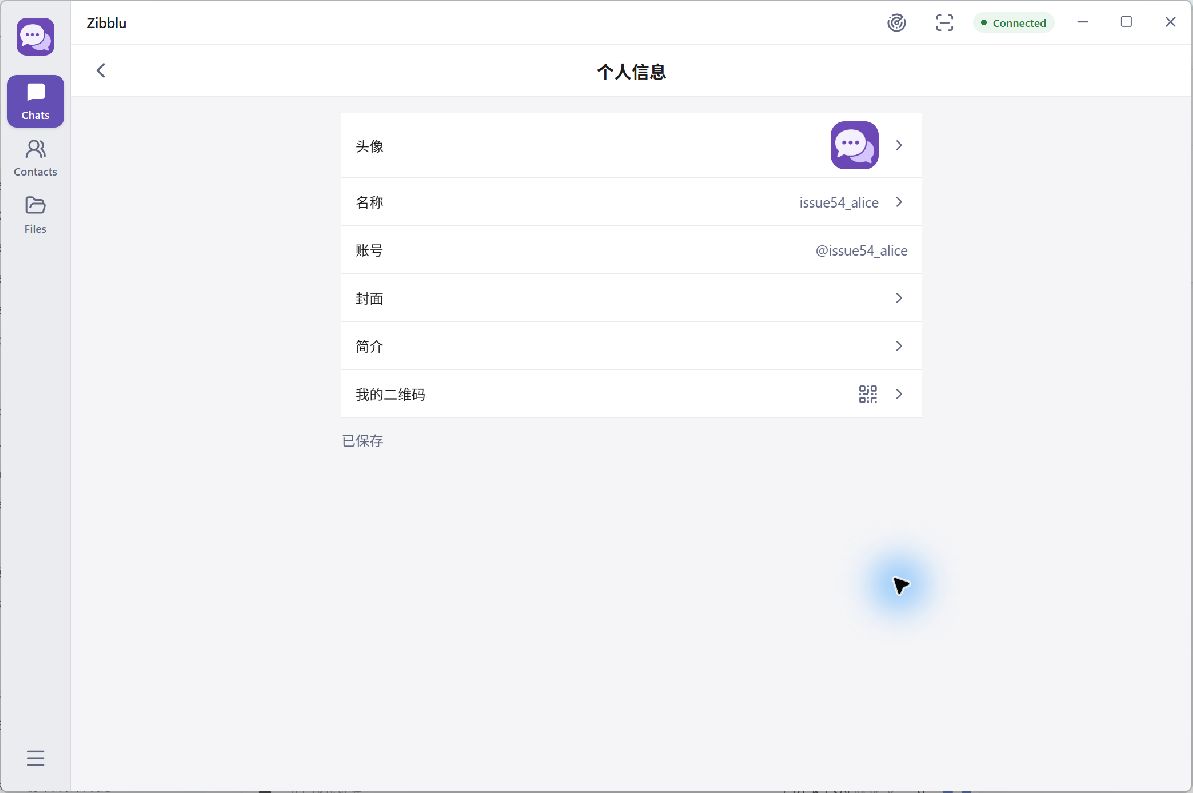 Zibblu
Connected
Chats
Contacts
Files
个人信息
头像
名称
issue54_alice
账号
@issue54_alice
封面
简介
我的二维码
已保存